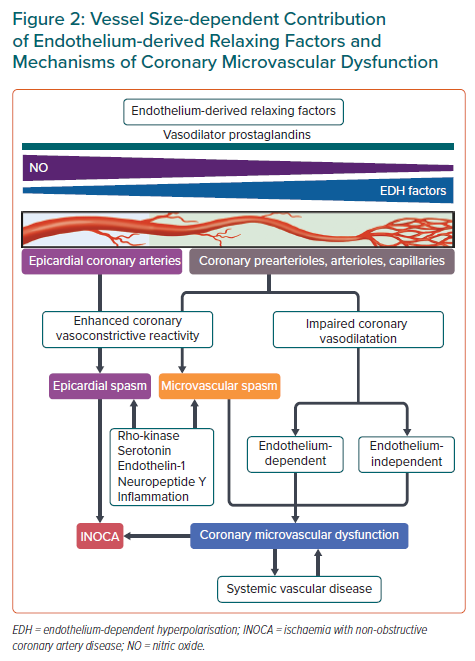 Figure 2: Vessel Size-dependent Contribution
of Endothelium-derived Relaxing Factors and
Mechanisms of Coronary Microvascular Dysfunction
Endothelium-derived relaxing factors
Vasodilator prostaglandins
NO
EDH factors
Epicardial coronary arteries
Coronary prearterioles, arterioles, capillaries
Enhanced coronary
vasoconstrictive reactivity
Impaired coronary
vasodilatation
Epicardial spasm
Microvascular spasm
Rho-kinase
Serotonin
Endothelin-1
Neuropeptide Y
Inflammation
Endothelium-
dependent
Endothelium-
independent
INOCA
Coronary microvascular dysfunction
Systemic vascular disease
EDH = endothelium-dependent hyperpolarisation; INOCA = ischaemia with non-obstructive
coronary artery disease; NO = nitric oxide.